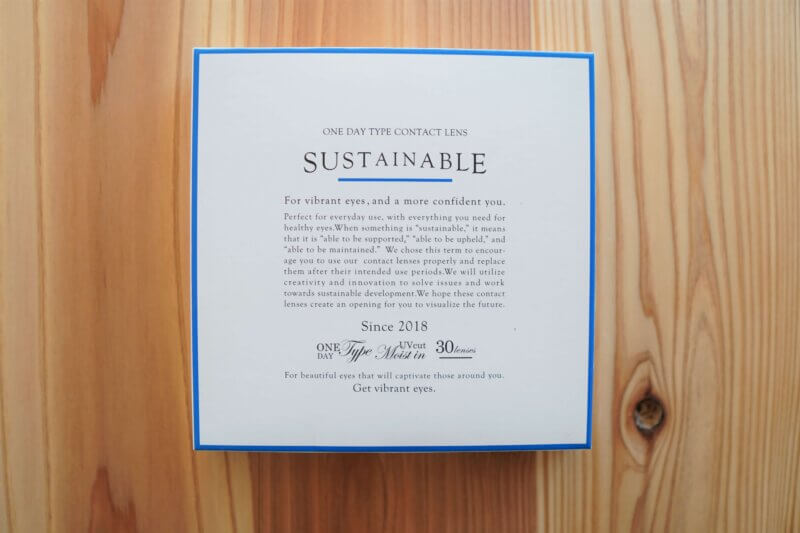 ONE DAY TYPE CONTACT LENS
SUSTAINABLE
For vibrant eyes, and a more confident you.
Perfect for everyday use, with everything you need for
healthy eyes.When something is “sustainable,” it means
that it is “able to be supported,” “able to be upheld,” and
“able to be maintained.” We chose this term to encour-
age you to use our contact lenses properly and replace
them after their intended use periods.We will utilize
creativity and innovation to solve issues and work
towards sustainable development.We hope these contact
lenses create an opening for you to visualize the future.
Since 2018
ONE DAY Type UVcut Moist in 30 lenses
For beautiful eyes that will captivate those around you.
Get vibrant eyes.